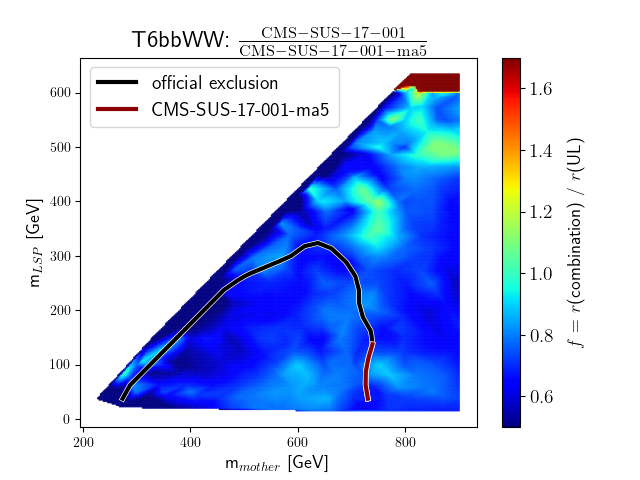 T6bbWW: CMS−SUS−17−001 / CMS−SUS−17−001−ma5
official exclusion
CMS-SUS-17-001-ma5
600
500
400
300
200
100
0
m_LSP [GeV]
200
400
600
800
m_mother [GeV]
1.6
1.4
1.2
1.0
0.8
0.6
f = r(combination) / r(UL)